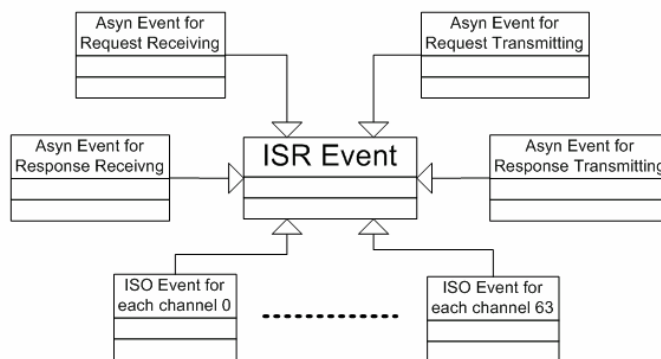 Asyn Event for
Request Receiving
Asyn Event for
Request Transmitting
Asyn Event for
Response Receivng
ISR Event
Asyn Event for
Response Transmitting
ISO Event for
each channel 0
ISO Event for
each channel 63